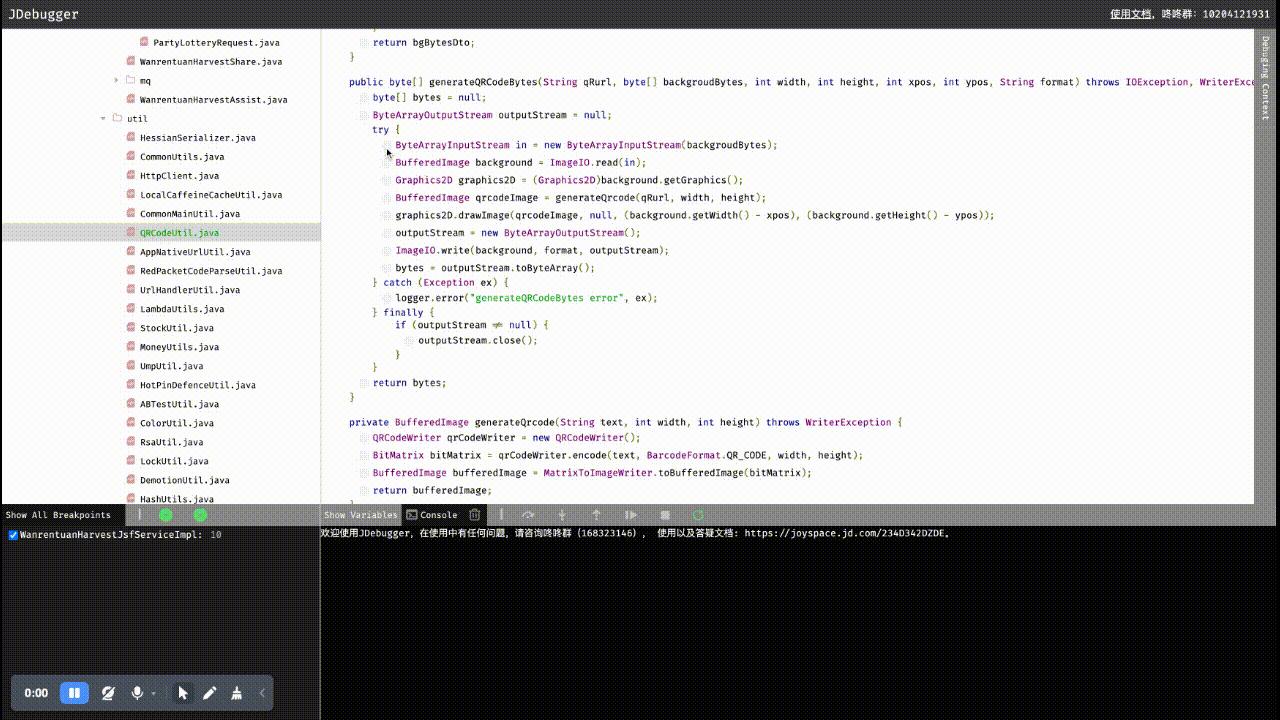 JDebugger
使用文档, 咚咚群: 10204121931
PartyLotteryRequest.java
WanrentuanHarvestShare.java
mq
WanrentuanHarvestAssist.java
util
HessianSerializer.java
CommonUtils.java
HttpClient.java
LocalCaffeineCacheUtil.java
CommonMainUtil.java
QRCodeUtil.java
AppNativeUrlUtil.java
RedPacketCodeParseUtil.java
UrlHandlerUtil.java
LambdaUtils.java
StockUtil.java
MoneyUtils.java
UmpUtil.java
HotPinDefenceUtil.java
ABTestUtil.java
ColorUtil.java
RsaUtil.java
LockUtil.java
DemotionUtil.java
HashUtils.java
return bgBytesDto;
}
public byte[] generateQRCodeBytes(String qRurl, byte[] backgroudBytes, int width, int height, int xpos, int ypos, String format) throws IOException, WriterExce
byte[] bytes = null;
ByteArrayOutputStream outputStream = null;
try {
ByteArrayInputStream in = new ByteArrayInputStream(backgroudBytes);
BufferedImage background = ImageIO.read(in);
Graphics2D graphics2D = (Graphics2D)background.getGraphics();
BufferedImage qrcodeImage = generateQrcode(qRurl, width, height);
graphics2D.drawImage(qrcodeImage, null, (background.getWidth() - xpos), (background.getHeight() - ypos));
outputStream = new ByteArrayOutputStream();
ImageIO.write(background, format, outputStream);
bytes = outputStream.toByteArray();
} catch (Exception ex) {
logger.error("generateQRCodeBytes error", ex);
} finally {
if (outputStream ≠ null) {
outputStream.close();
}
}
return bytes;
}
private BufferedImage generateQrcode(String text, int width, int height) throws WriterException {
QRCodeWriter qrCodeWriter = new QRCodeWriter();
BitMatrix bitMatrix = qrCodeWriter.encode(text, BarcodeFormat.QR_CODE, width, height);
BufferedImage bufferedImage = MatrixToImageWriter.toBufferedImage(bitMatrix);
return bufferedImage;
Debugging Context
Show All Breakpoints
Show Variables
Console
WanrentuanHarvestJsfServiceImpl: 10
欢迎使用JDebugger, 在使用中有任何问题, 请咨询咚咚群 (168323146) , 使用以及答疑文档: https://joyspace.jd.com/234D342DZDE。
0:00